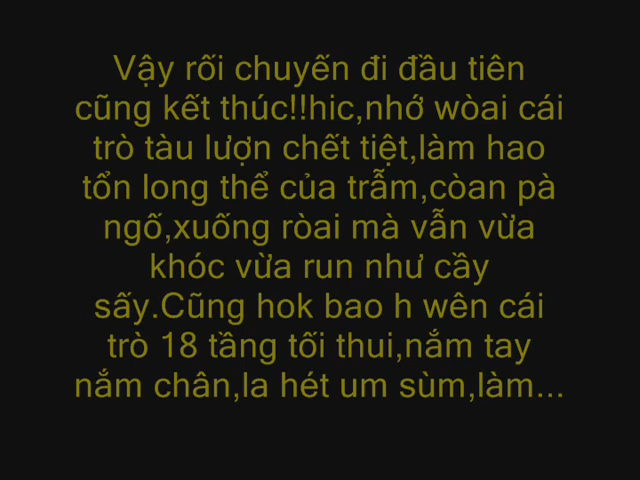 Vậy rối chuyến đi đầu tiên
cũng kết thúc!!hic,nhớ wòai cái
trò tàu lượn chết tiệt,làm hao
tổn long thể của trẫm,còan pà
ngố,xuống ròai mà vẫn vừa
khóc vừa run như cầy
sấy.Cũng hok bao h wên cái
trò 18 tầng tối thui,nắm tay
nắm chân,la hét um sùm,làm...